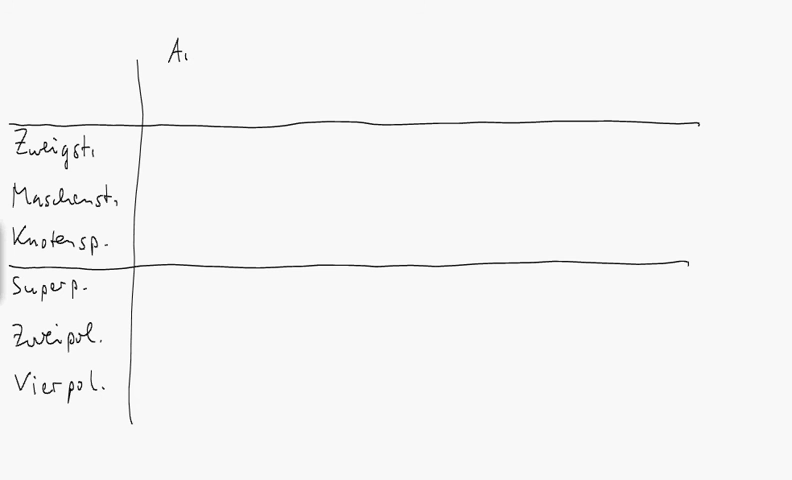 A.
Zweigst.
Maschenst.
Knotensp.
Superp.
Zweipol.
Vierpol.